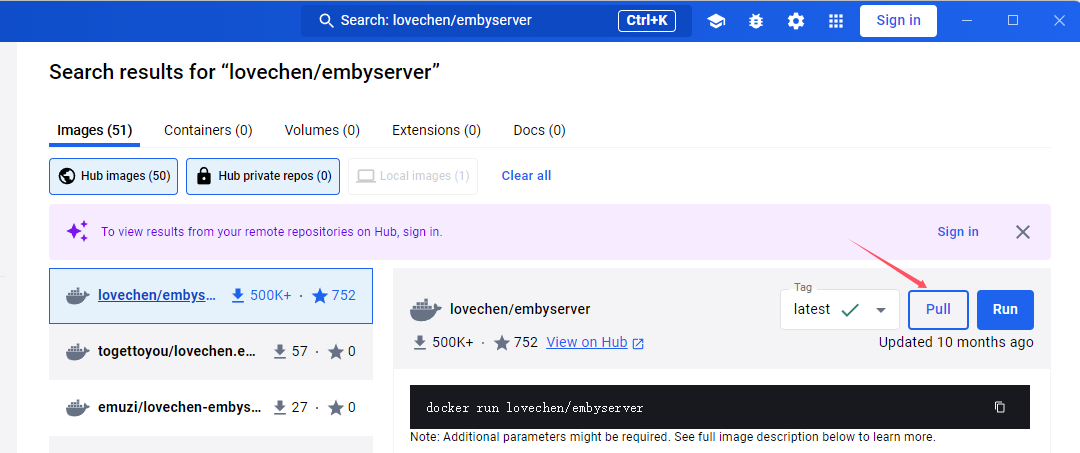 Search: lovechen/embyserver Ctrl+K Sign in
Search results for “lovechen/embyserver”
Images (51) Containers (0) Volumes (0) Extensions (0) Docs (0)
Hub images (50) Hub private repos (0) Local images (1) Clear all
To view results from your remote repositories on Hub, sign in. Sign in
lovechen/embys... 500K+ · 752
togettoyou/lovechen.e... 57 · 0
emuzi/lovechen-embys... 27 · 0
lovechen/embyserver
500K+ · 752 View on Hub
Tag
latest
Pull
Run
Updated 10 months ago
docker run lovechen/embyserver
Note: Additional parameters might be required. See full image description below to learn more.